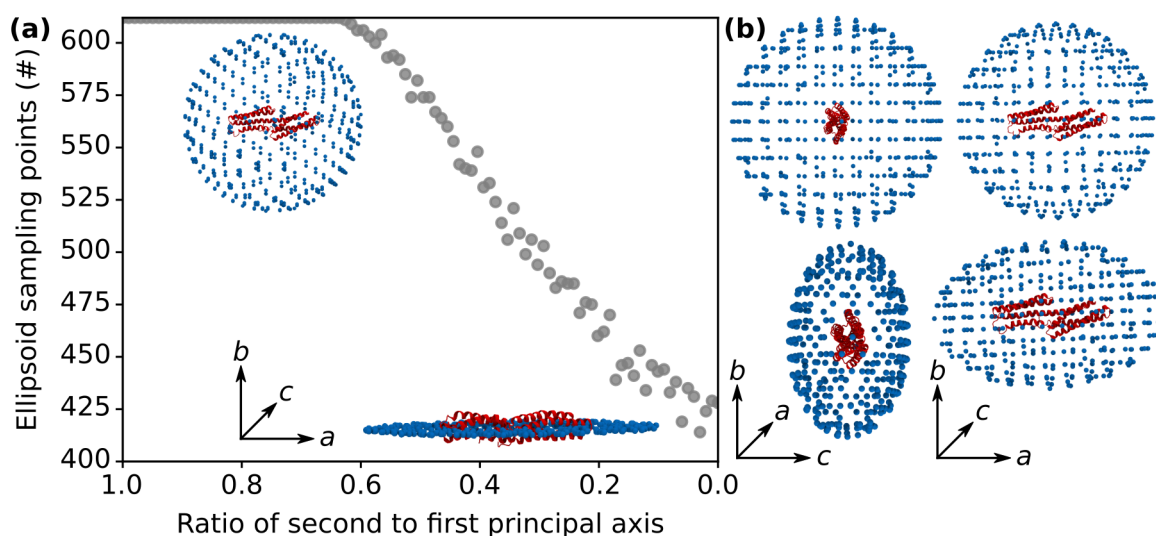 (a)
Ellipsoid sampling points (#)
600
575
550
525
500
475
450
425
400
1.0 0.8 0.6 0.4 0.2 0.0
Ratio of second to first principal axis
b
c
a
(b)
b
a
c
b
c
a